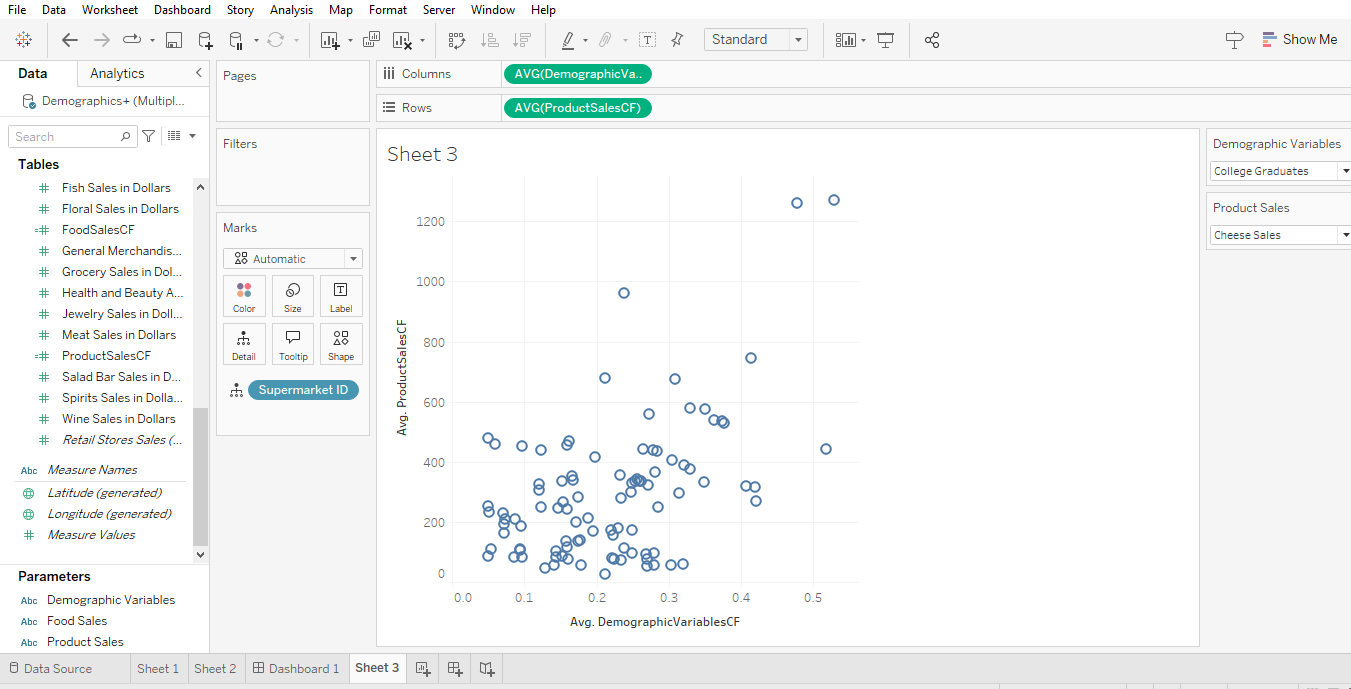 File Data Worksheet Dashboard Story Analysis Map Format Server Window Help
Standard
Show Me
Data Analytics
Demographics+ (Multipl...
Search
Tables
Fish Sales in Dollars
Floral Sales in Dollars
FoodSalesCF
General Merchandis...
Grocery Sales in Dol...
Health and Beauty A...
Jewelry Sales in Doll...
Meat Sales in Dollars
ProductSalesCF
Salad Bar Sales in D...
Spirits Sales in Dolla...
Wine Sales in Dollars
Retail Stores Sales (...
Abc Measure Names
Latitude (generated)
Longitude (generated)
Measure Values
Parameters
Abc Demographic Variables
Abc Food Sales
Abc Product Sales
Pages
Filters
Marks
Automatic
Color Size Label
Detail Tooltip Shape
Supermarket ID
Columns AVG(DemographicVa..
Rows AVG(ProductSalesCF)
Sheet 3
Avg. ProductSalesCF
1200
1000
800
600
400
200
0
0.0 0.1 0.2 0.3 0.4 0.5
Avg. DemographicVariablesCF
Demographic Variables
College Graduates
Product Sales
Cheese Sales
Data Source Sheet 1 Sheet 2 Dashboard 1 Sheet 3